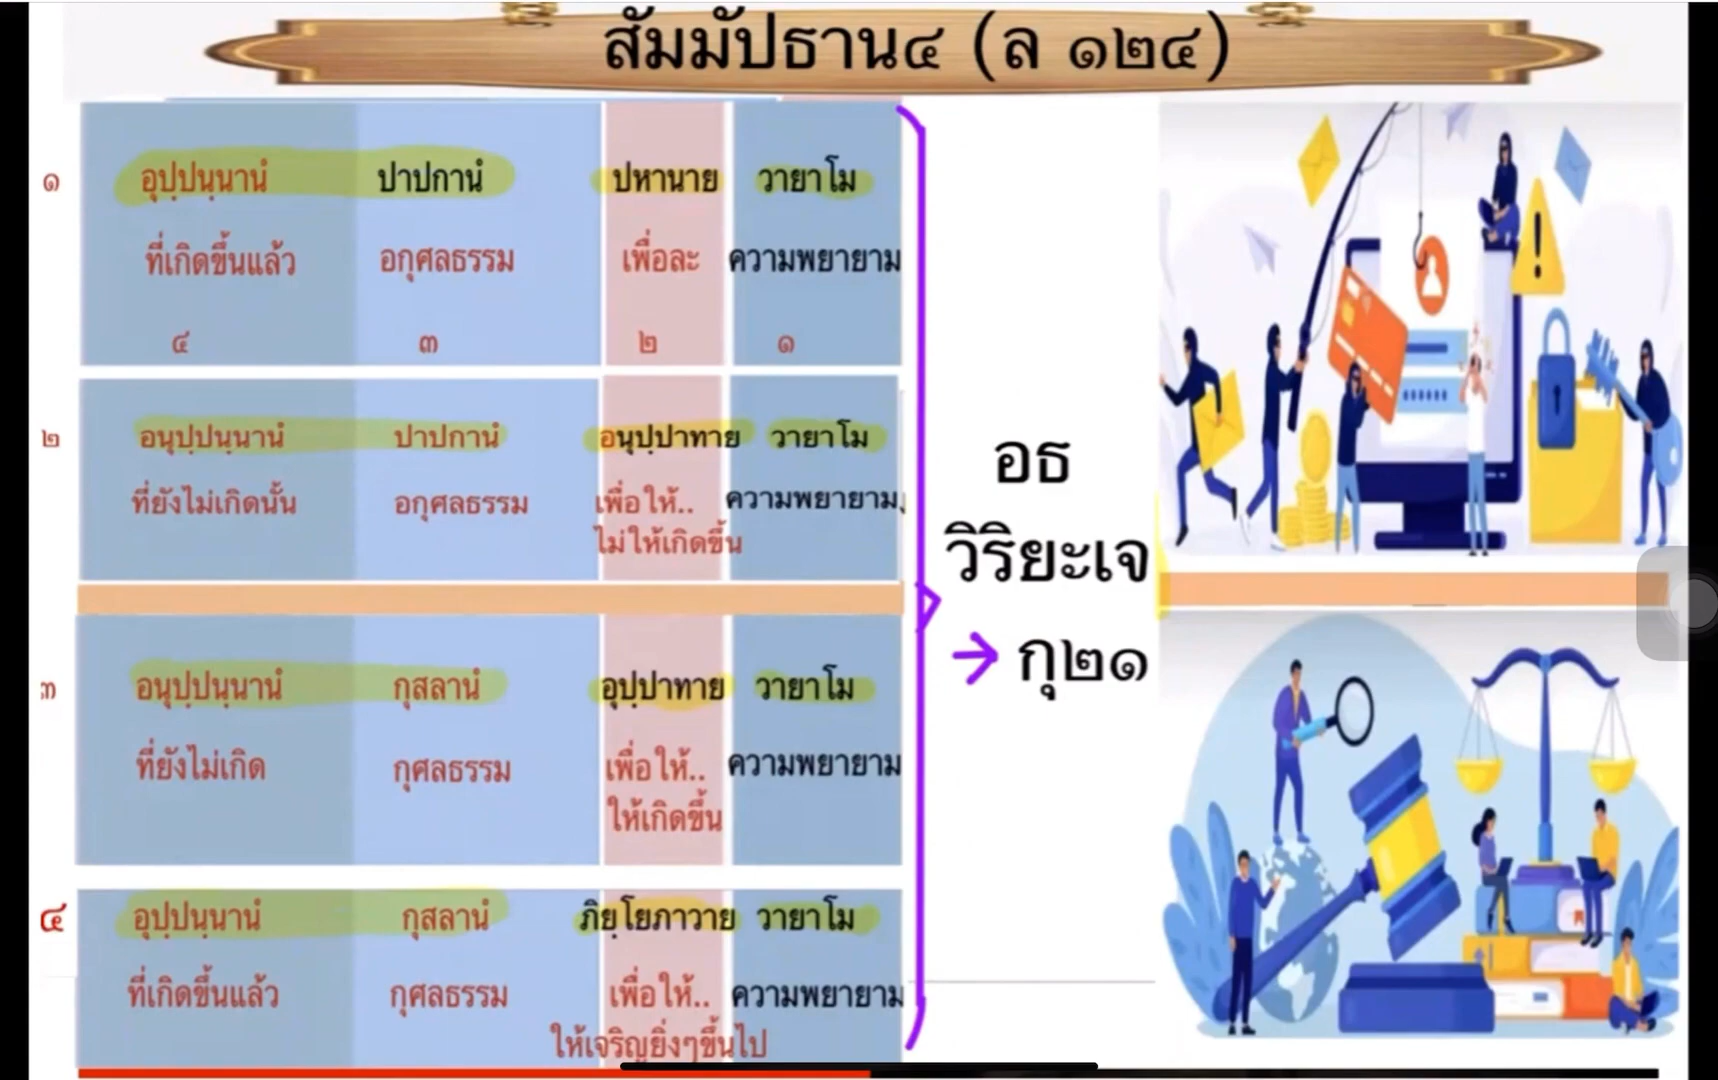 สัมมัปธาน๔ (ล ๑๒๔)
๑ อุปฺปนฺนานํ ปาปกานํ ปหานาย วายาโม
ที่เกิดขึ้นแล้ว อกุศลธรรม เพื่อละ ความพยายาม
๔ ๓ ๒ ๑
๒ อนุปฺปนฺนานํ ปาปกานํ อนุปฺปาทาย วายาโม
ที่ยังไม่เกิดนั้น อกุศลธรรม เพื่อให้.. ความพยายาม
ไม่ให้เกิดขึ้น
๓ อนุปฺปนฺนานํ กุสลานํ อุปฺปาทาย วายาโม
ที่ยังไม่เกิด กุศลธรรม เพื่อให้.. ความพยายาม
ให้เกิดขึ้น
๔ อุปฺปนฺนานํ กุสลานํ ภิยฺโยภาวาย วายาโม
ที่เกิดขึ้นแล้ว กุศลธรรม เพื่อให้.. ความพยายาม
ให้เจริญยิ่งๆขึ้นไป
อธ
วิริยะเจ
→ กุ๒๑